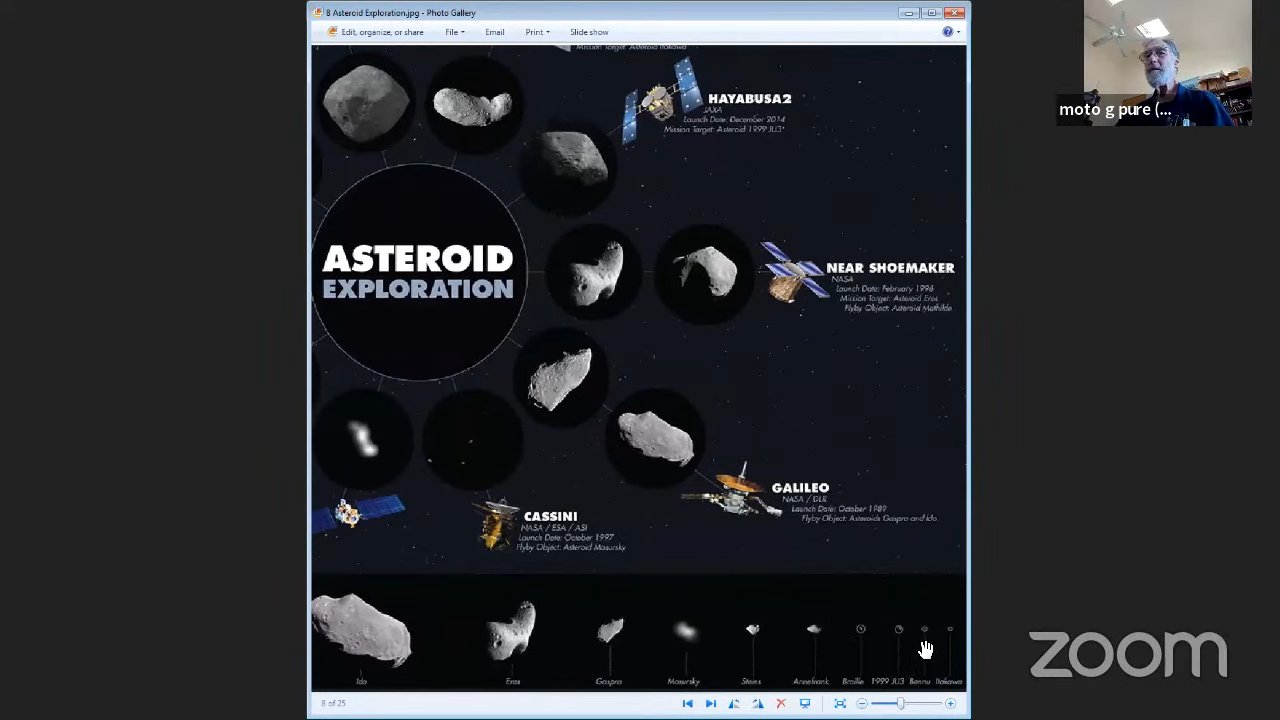 8 Asteroid Exploration.jpg - Photo Gallery
Edit, organize, or share File Email Print Slide show
Mission Target: Asteroid Itokawa
HAYABUSA2
JAXA
Launch Date: December 2014
Mission Target: Asteroid 1999 JU3*
moto g pure (...
ASTEROID
EXPLORATION
NEAR SHOEMAKER
NASA
Launch Date: February 1996
Mission Target: Asteroid Eros
Flyby Object: Asteroid Mathilde
GALILEO
NASA / DLR
Launch Date: October 1989
Flyby Object: Asteroids Gaspra and Ida
CASSINI
NASA / ESA / ASI
Launch Date: October 1997
Flyby Object: Asteroid Masursky
Ida Eros Gaspra Masursky Steins Annefrank Braille 1999 JU3 Bennu Itokawa
zoom
8 of 25